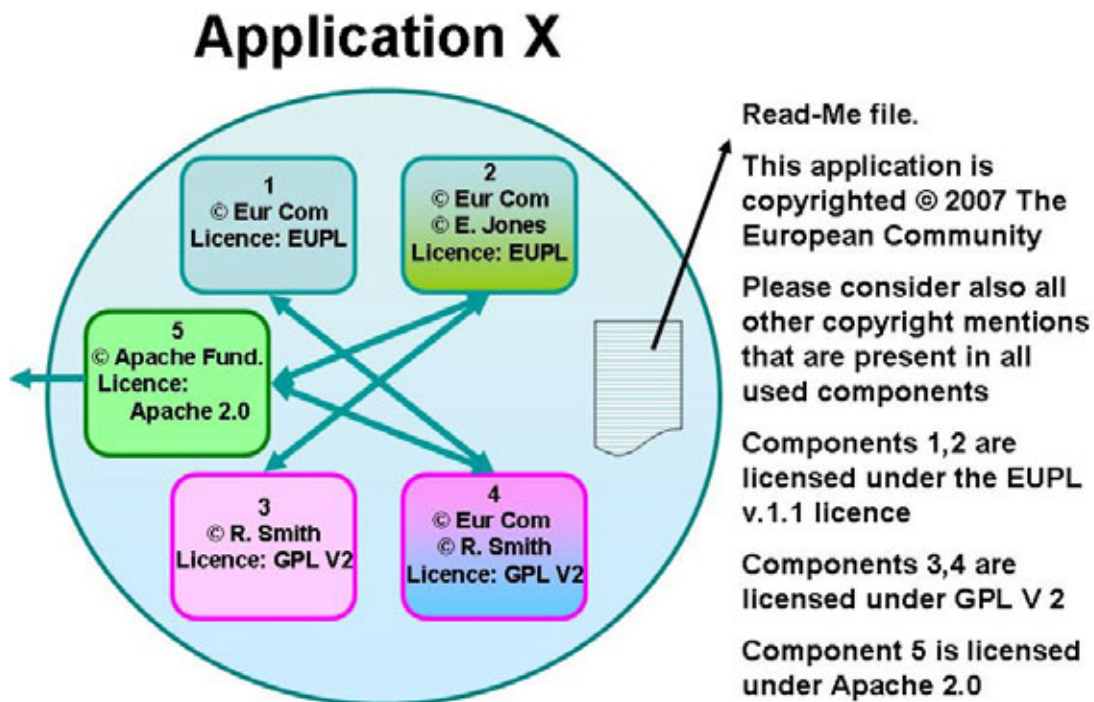 Application X
1
© Eur Com
Licence: EUPL
2
© Eur Com
© E. Jones
Licence: EUPL
5
© Apache Fund.
Licence:
Apache 2.0
3
© R. Smith
Licence: GPL V2
4
© Eur Com
© R. Smith
Licence: GPL V2
Read-Me file.
This application is
copyrighted © 2007 The
European Community
Please consider also all
other copyright mentions
that are present in all
used components
Components 1,2 are
licensed under the EUPL
v.1.1 licence
Components 3,4 are
licensed under GPL V 2
Component 5 is licensed
under Apache 2.0